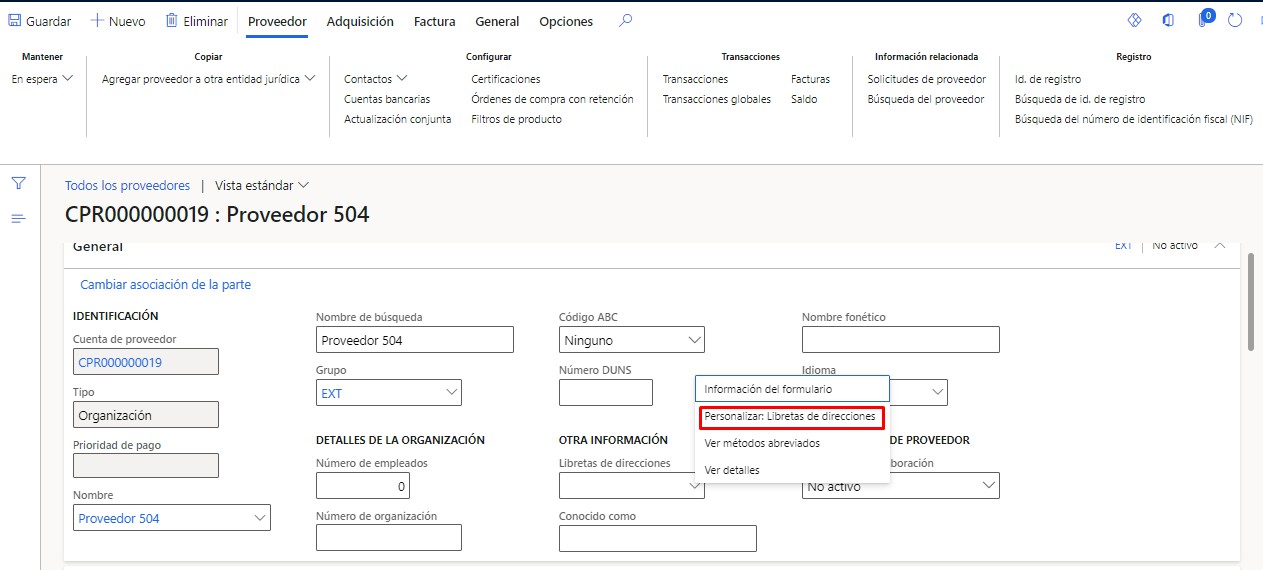 Guardar Nuevo Eliminar Proveedor Adquisición Factura General Opciones 0
Mantener Copiar Configurar Transacciones Información relacionada Registro
En espera Agregar proveedor a otra entidad jurídica Contactos Certificaciones Transacciones Facturas Solicitudes de proveedor Id. de registro
Cuentas bancarias Órdenes de compra con retención Transacciones globales Saldo Búsqueda del proveedor Búsqueda de id. de registro
Actualización conjunta Filtros de producto Búsqueda del número de identificación fiscal (NIF)
Todos los proveedores | Vista estándar
CPR000000019 : Proveedor 504
General EXT No activo
Cambiar asociación de la parte
IDENTIFICACIÓN
Cuenta de proveedor
CPR000000019
Tipo
Organización
Prioridad de pago
Nombre
Proveedor 504
Nombre de búsqueda
Proveedor 504
Grupo
EXT
DETALLES DE LA ORGANIZACIÓN
Número de empleados
0
Número de organización
Código ABC
Ninguno
Número DUNS
OTRA INFORMACIÓN
Libretas de direcciones
Conocido como
Nombre fonético
Idioma
Información del formulario
Personalizar: Libretas de direcciones
Ver métodos abreviados
Ver detalles
DE PROVEEDOR
boración
No activo